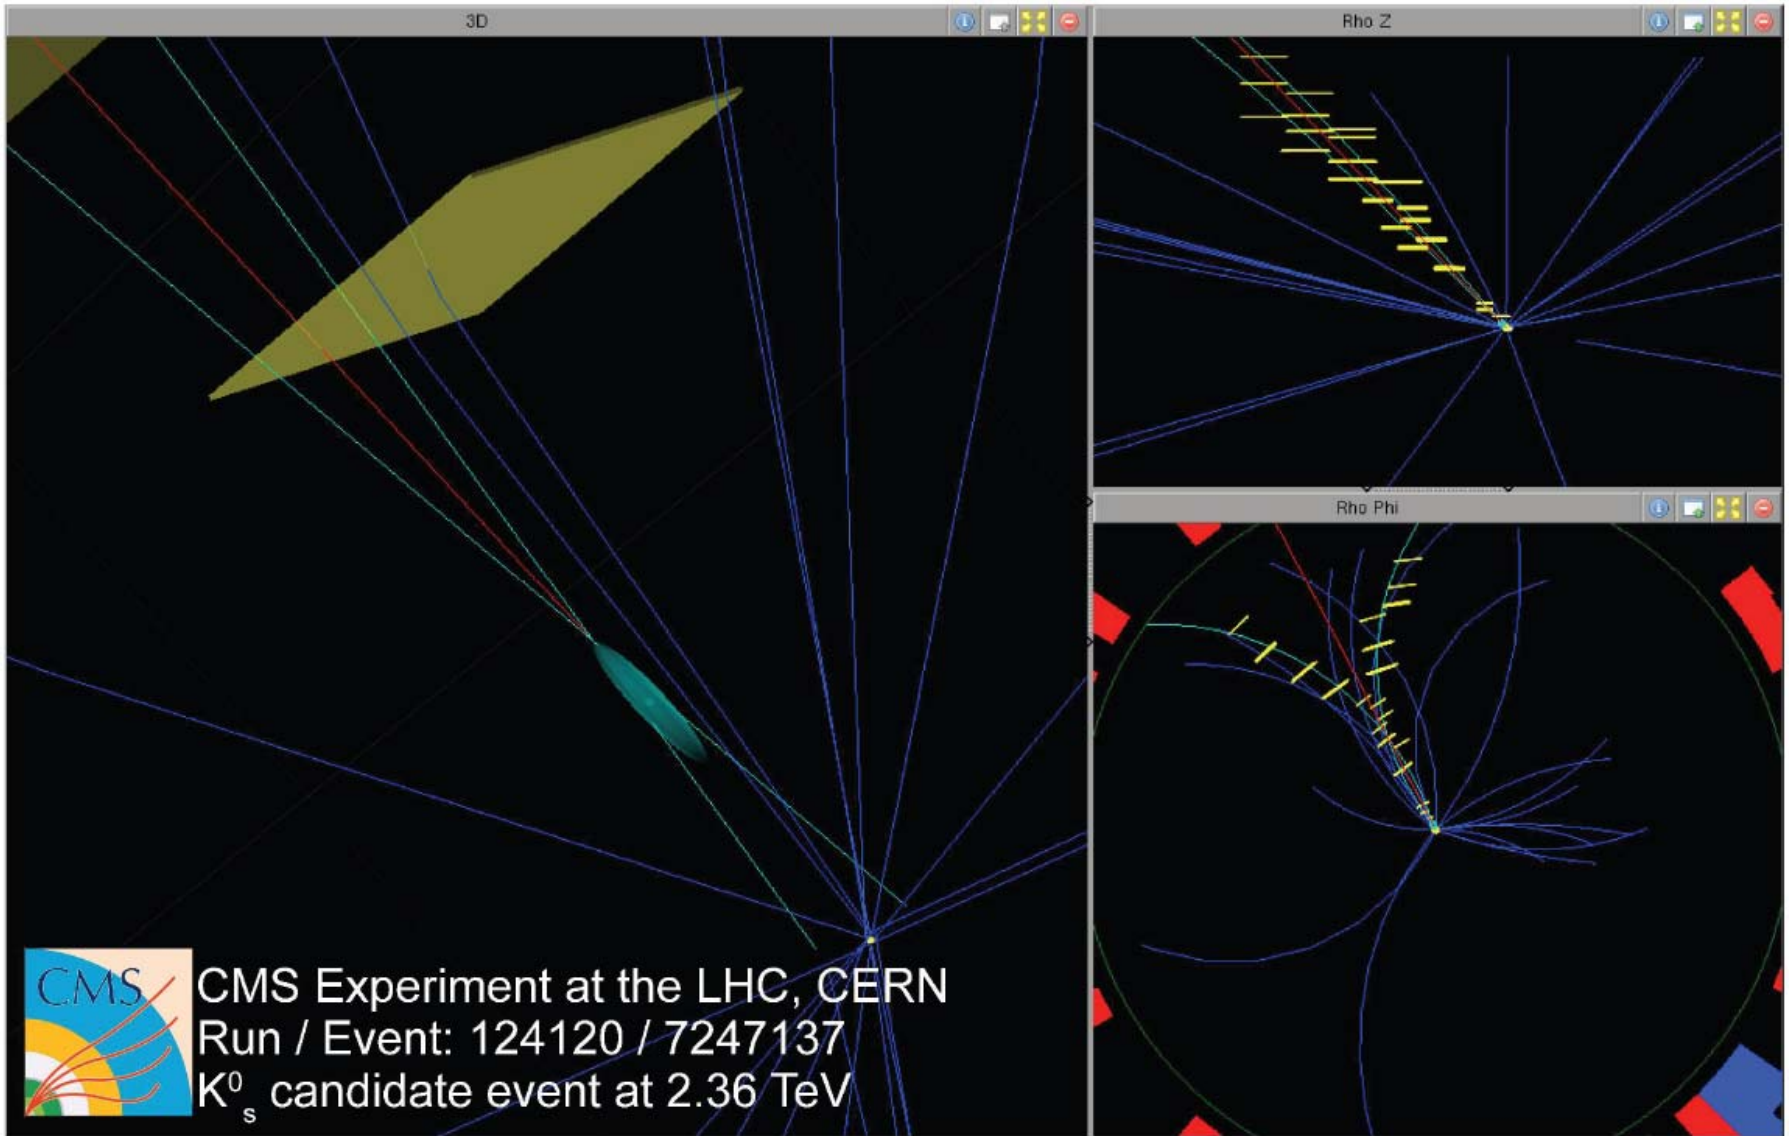 3D
Rho Z
Rho Phi
CMS
CMS Experiment at the LHC, CERN
Run / Event: 124120 / 7247137
K⁰ₛ candidate event at 2.36 TeV